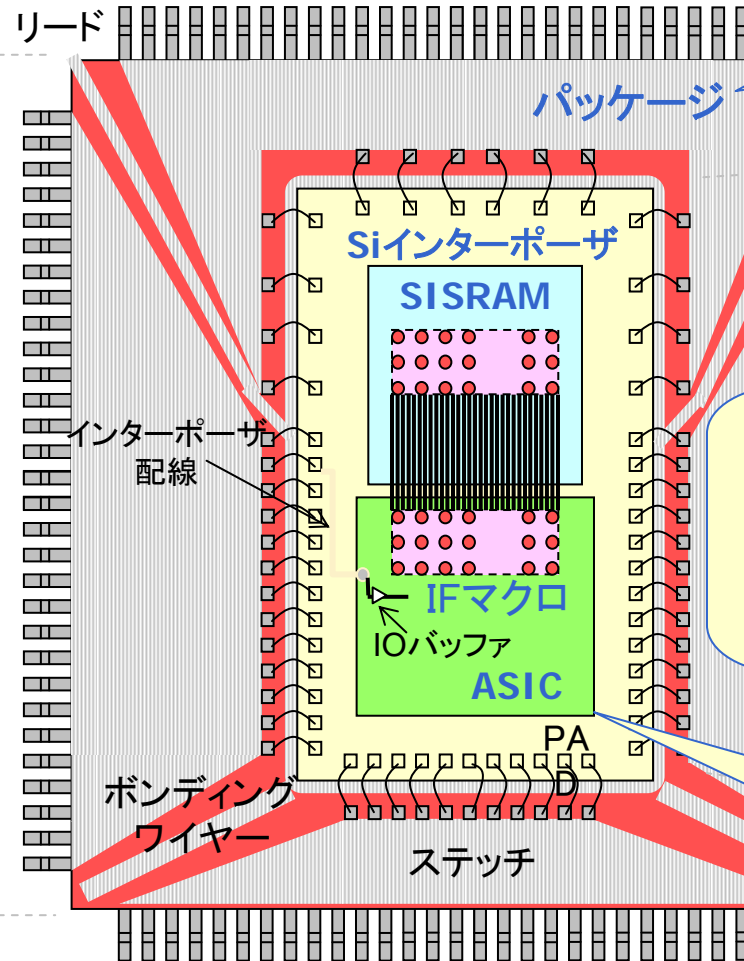 リード
パッケージ
Siインターポーザ
SISRAM
インターポーザ
配線
IFマクロ
IOバッファ
ASIC
PA
D
ボンディング
ワイヤー
ステッチ